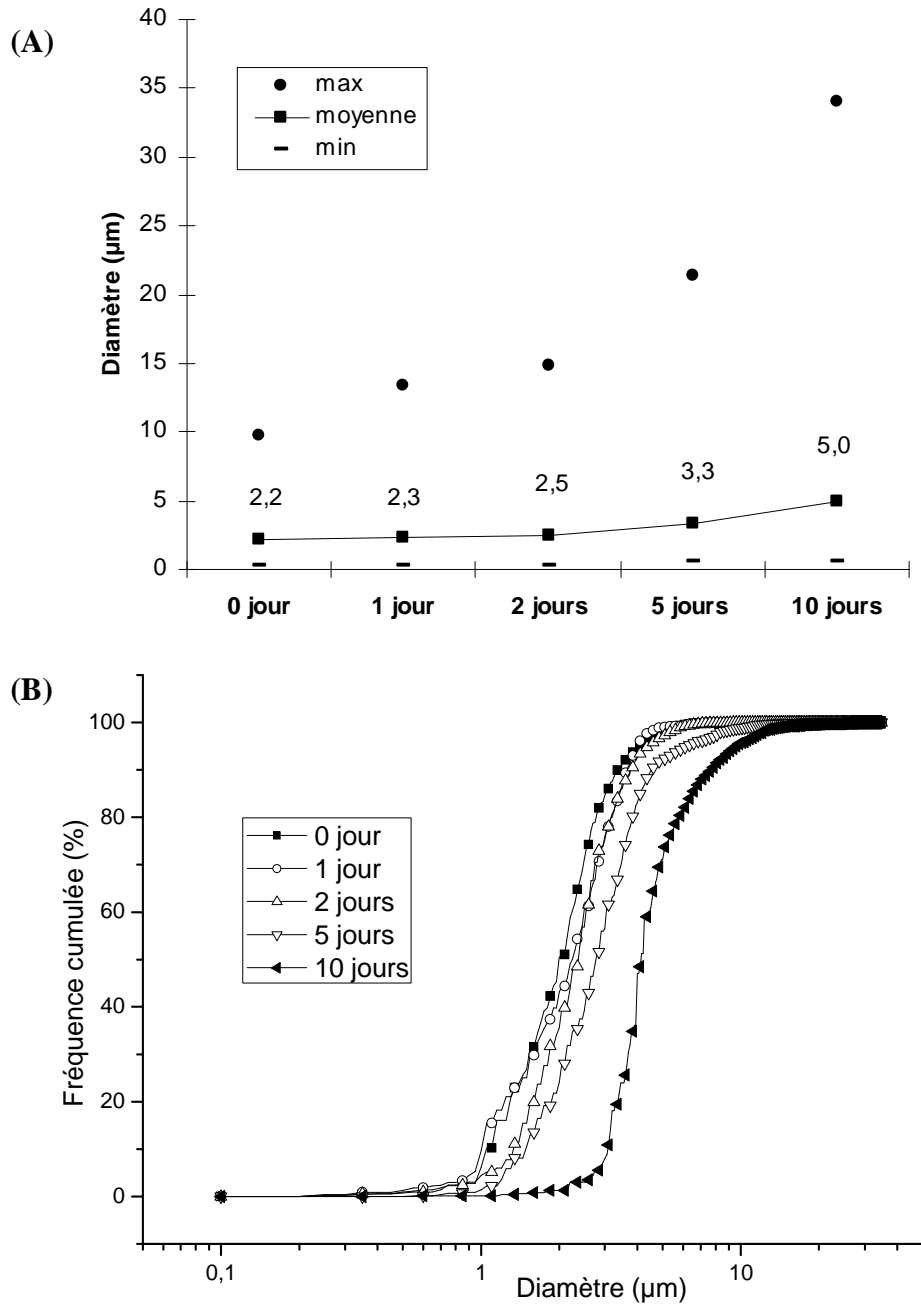 (A)
40
35
30
25
20
15
10
5
0
Diamètre (µm)
max
moyenne
min
2,2
2,3
2,5
3,3
5,0
0 jour
1 jour
2 jours
5 jours
10 jours
(B)
100
80
60
40
20
0
Fréquence cumulée (%)
0 jour
1 jour
2 jours
5 jours
10 jours
0,1
1
10
Diamètre (µm)